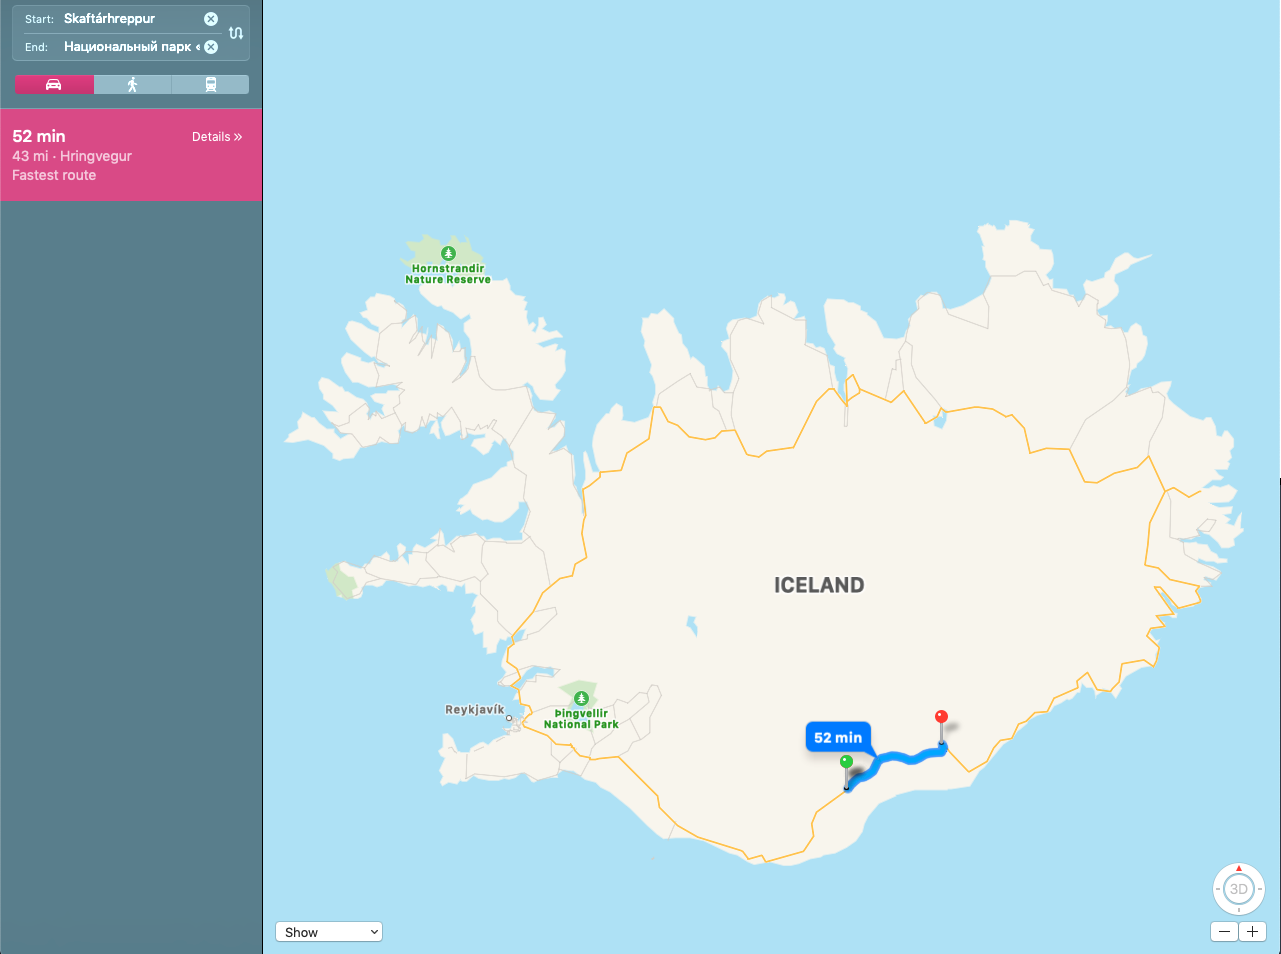 Start: Skaftárhreppur
End: Национальный парк «
52 min
Details »
43 mi · Hringvegur
Fastest route
Hornstrandir
Nature Reserve
ICELAND
Reykjavík
Þingvellir
National Park
52 min
3D
Show